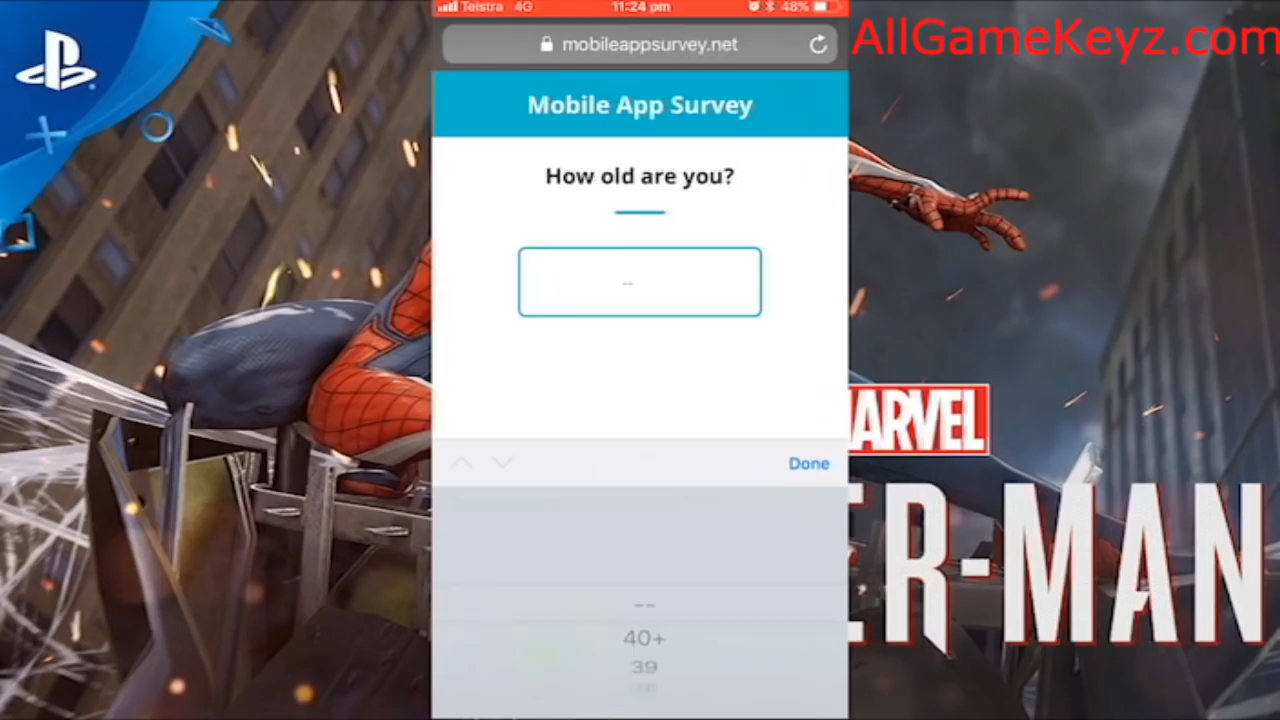 Telstra 4G 11:24 pm 48%
AllGameKeyz.com
mobileappsurvey.net
Mobile App Survey
How old are you?
--
ARVEL
Done
ER-MAN
--
40+
39